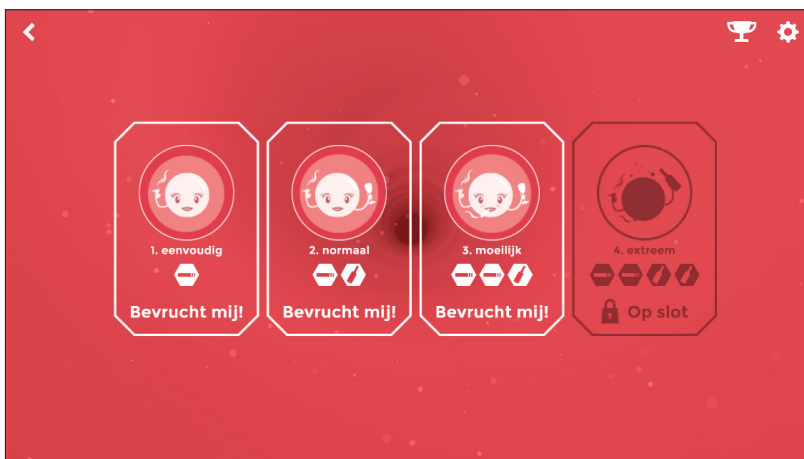 1. eenvoudig
Bevrucht mij!
2. normaal
Bevrucht mij!
3. moeilijk
Bevrucht mij!
4. extreem
Op slot